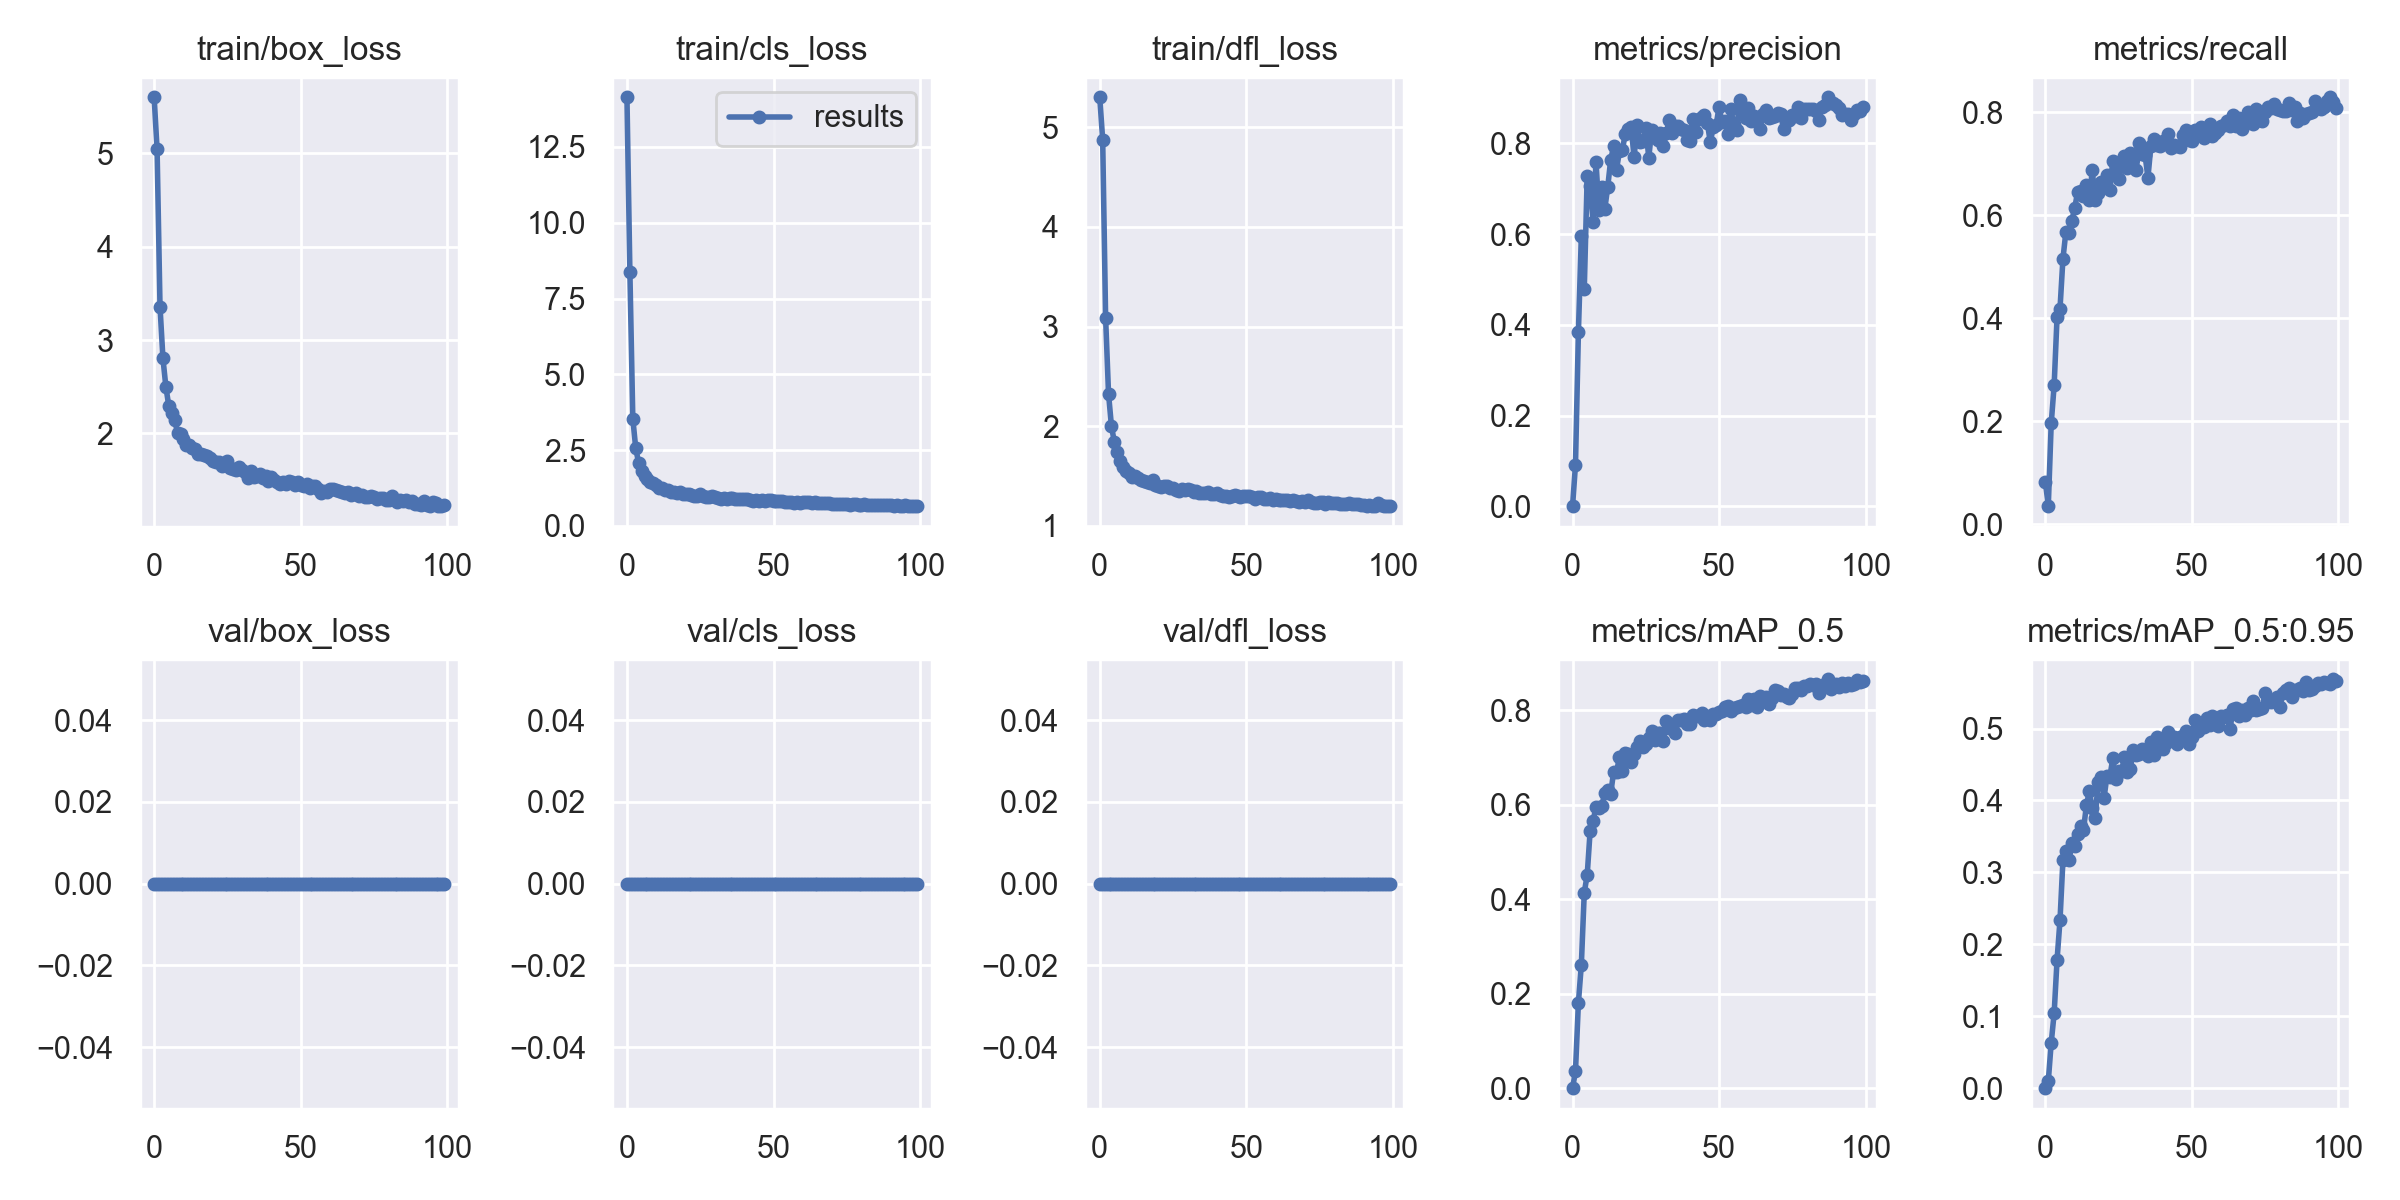 train/box_loss
train/cls_loss
train/dfl_loss
metrics/precision
metrics/recall
results
5
4
3
2
12.5
10.0
7.5
5.0
2.5
0.0
5
4
3
2
1
0.8
0.6
0.4
0.2
0.0
0.8
0.6
0.4
0.2
0.0
0 50 100
0 50 100
0 50 100
0 50 100
0 50 100
val/box_loss
val/cls_loss
val/dfl_loss
metrics/mAP_0.5
metrics/mAP_0.5:0.95
0.04
0.02
0.00
−0.02
−0.04
0.04
0.02
0.00
−0.02
−0.04
0.04
0.02
0.00
−0.02
−0.04
0.8
0.6
0.4
0.2
0.0
0.5
0.4
0.3
0.2
0.1
0.0
0 50 100
0 50 100
0 50 100
0 50 100
0 50 100